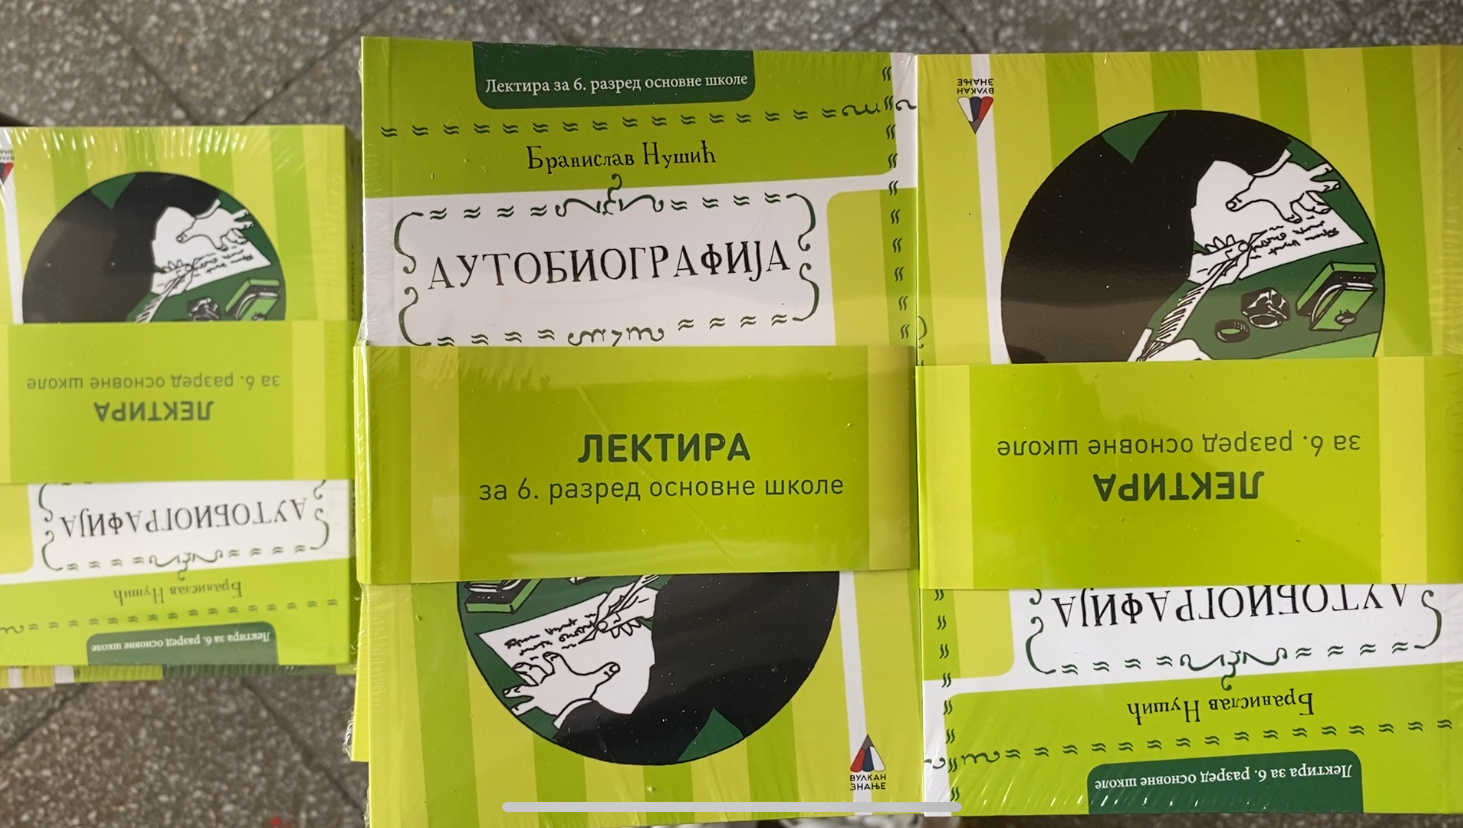 Лектира за 6. разред основне школе
Бранислав Нушић
АУТОБИОГРАФИЈА
ЛЕКТИРА
за 6. разред основне школе
ВУЛКАН
ЗНАЊЕ
ВУЛКАН
ЗНАЊЕ
за 6. разред основне школе
ЛЕКТИРА
АУТОБИОГРАФИЈА
Бранислав Нушић
Лектира за 6. разред основне школе
за 6. разред основне школе
ЛЕКТИРА
АУТОБИОГРАФИЈА
Бранислав Нушић
Лектира за 6. разред основне школе